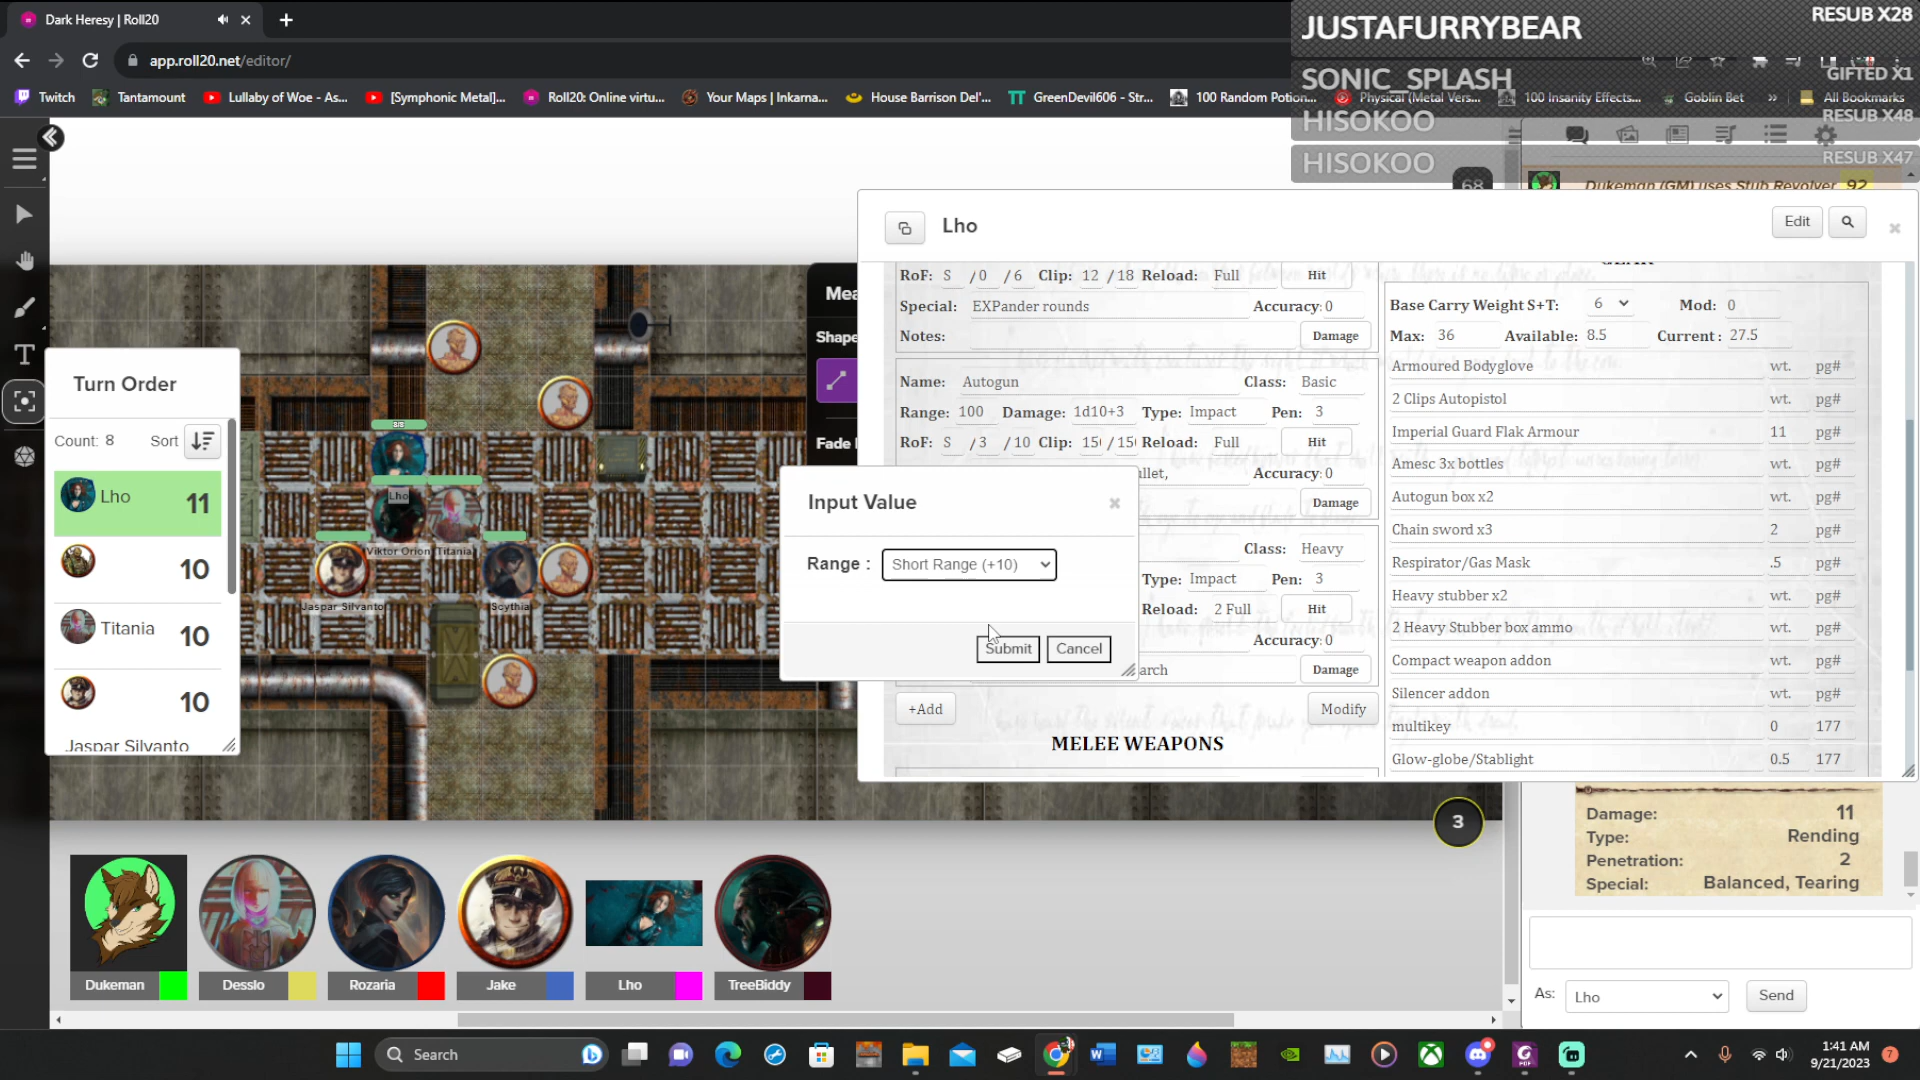 Dark Heresy | Roll20
app.roll20.net/editor/
JUSTAFURRYBEAR
RESUB X28
SONIC_SPLASH
GIFTED X1
HISOKOO
RESUB X48
HISOKOO
RESUB X47
Twitch
Tantamount
Lullaby of Woe - As...
[Symphonic Metal]...
Roll20: Online virtu...
Your Maps | Inkarna...
House Barrison Del'...
GreenDevil606 - Str...
100 Random Potion...
Physical (Metal Vers...
100 Insanity Effects...
Goblin Bet
»
All Bookmarks
68
Dukeman (GM) uses Stub Revolver 92
Lho
Edit
RoF: S /0 /6 Clip: 12 /18 Reload: Full Hit
Special: EXPander rounds Accuracy: 0
Notes: Damage
Name: Autogun Class: Basic
Range: 100 Damage: 1d10+3 Type: Impact Pen: 3
RoF: S /3 /10 Clip: 15 /15 Reload: Full Hit
llet, Accuracy: 0
Damage
Class: Heavy
Type: Impact Pen: 3
Reload: 2 Full Hit
Accuracy: 0
arch Damage
+Add
Modify
MELEE WEAPONS
Base Carry Weight S+T: 6 Mod: 0
Max: 36 Available: 8.5 Current: 27.5
Armoured Bodyglove wt. pg#
2 Clips Autopistol wt. pg#
Imperial Guard Flak Armour 11 pg#
Amesc 3x bottles wt. pg#
Autogun box x2 wt. pg#
Chain sword x3 2 pg#
Respirator/Gas Mask .5 pg#
Heavy stubber x2 wt. pg#
2 Heavy Stubber box ammo wt. pg#
Compact weapon addon wt. pg#
Silencer addon wt. pg#
multikey 0 177
Glow-globe/Stablight 0.5 177
Mea
Shape
Fade
Input Value
Range : Short Range (+10)
Submit
Cancel
Turn Order
Count: 8 Sort
Lho 11
10
Titania 10
10
Jaspar Silvanto
8/8
Lho
Viktor Orion
Titania
Jaspar Silvanto
Scythia
3
Damage: 11
Type: Rending
Penetration: 2
Special: Balanced, Tearing
As: Lho
Send
Dukeman
Desslo
Rozaria
Jake
Lho
TreeBiddy
Search
1:41 AM
9/21/2023
7